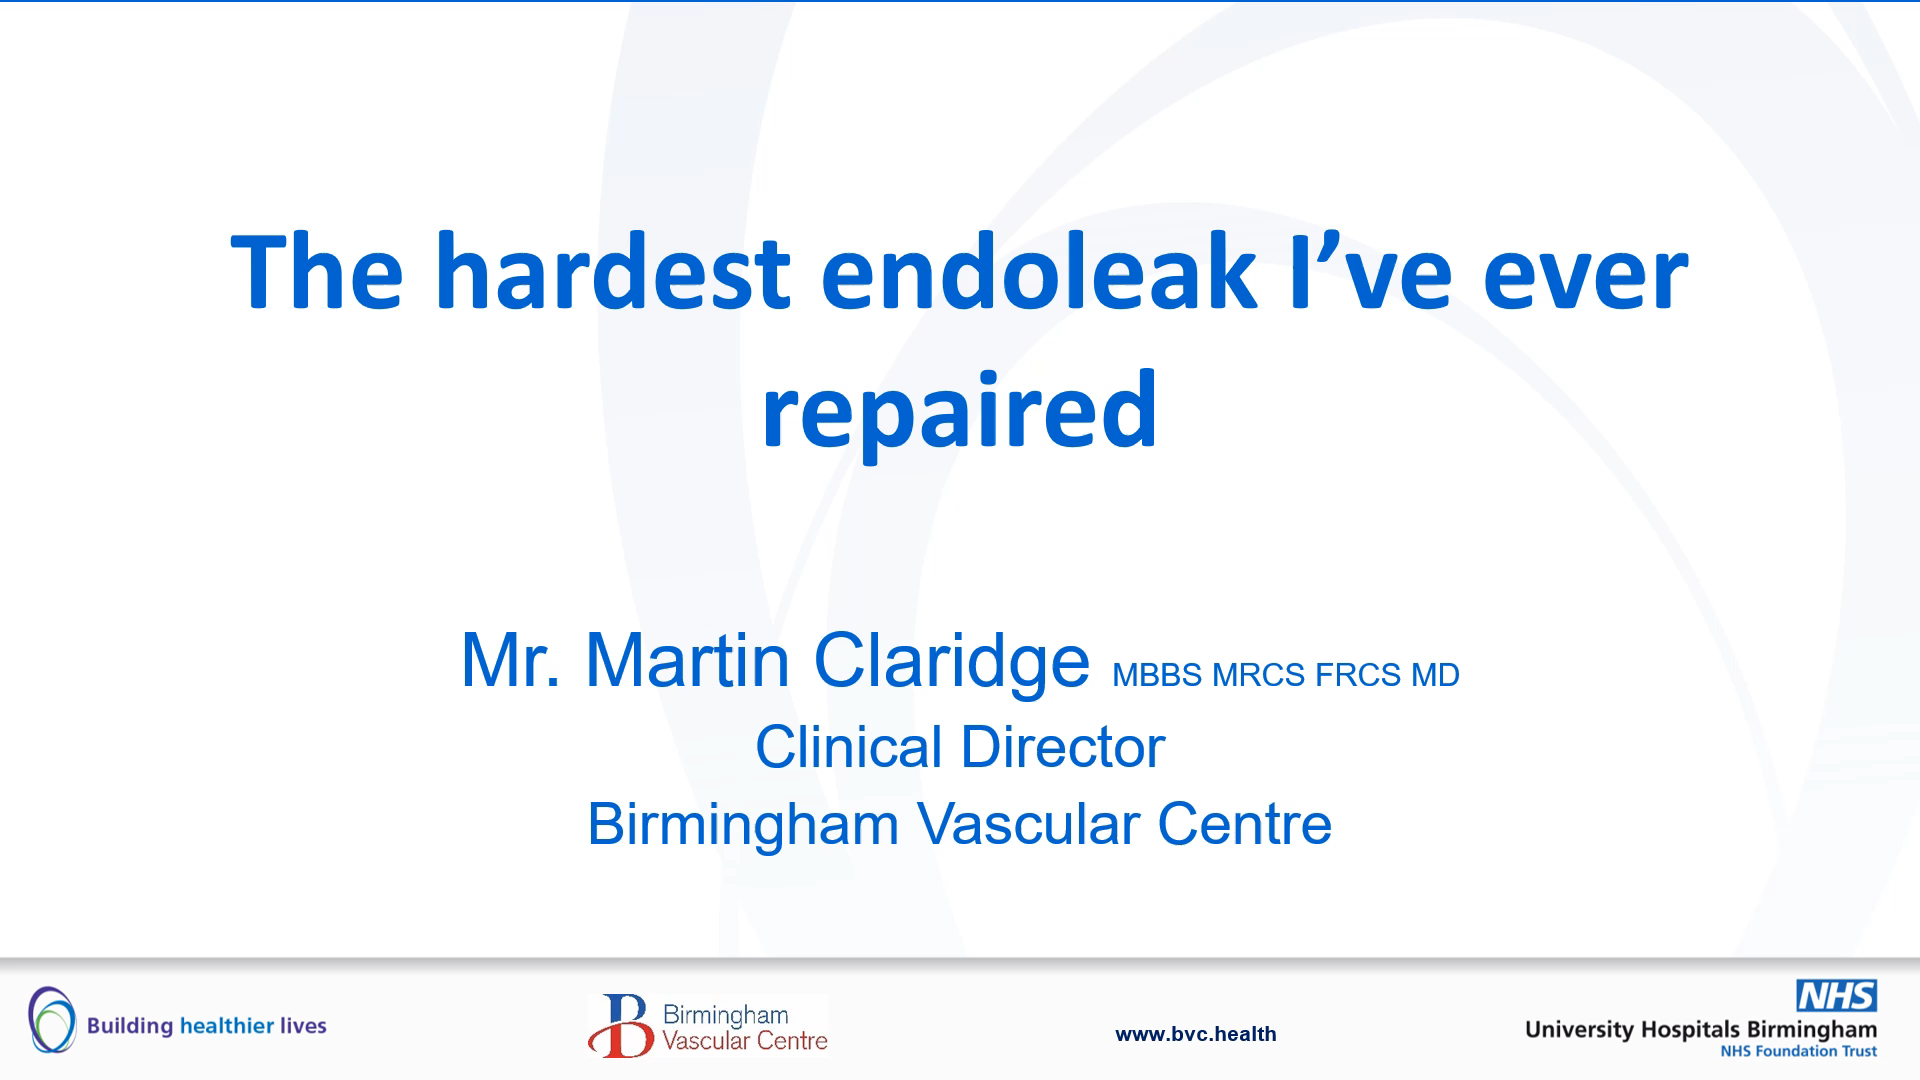 The hardest endoleak I’ve ever
repaired
Mr. Martin Claridge MBBS MRCS FRCS MD
Clinical Director
Birmingham Vascular Centre
Building healthier lives
Birmingham
Vascular Centre
www.bvc.health
NHS
University Hospitals Birmingham
NHS Foundation Trust